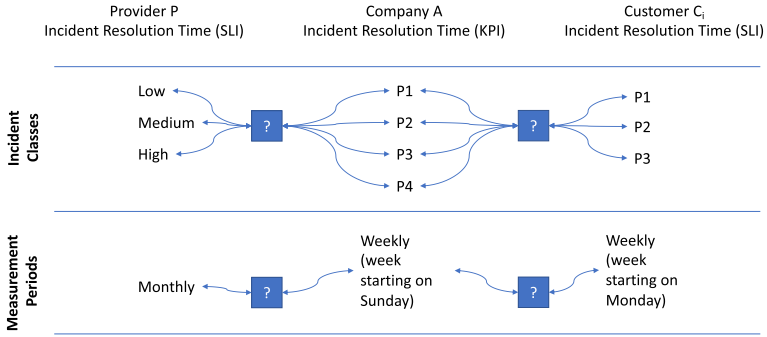 Provider P
Incident Resolution Time (SLI)
Company A
Incident Resolution Time (KPI)
Customer Ci
Incident Resolution Time (SLI)
Incident
Classes
Low
Medium
High
?
P1
P2
P3
P4
?
P1
P2
P3
Measurement
Periods
Monthly
?
Weekly
(week
starting on
Sunday)
?
Weekly
(week
starting on
Monday)